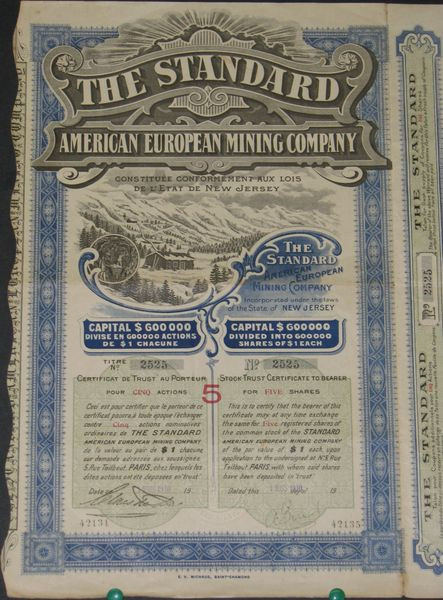 THE STANDARD
AMERICAN EUROPEAN MINING COMPANY
CONSTITUÉE CONFORMÉMENT AUX LOIS
DE L'ETAT DE NEW JERSEY
THE
STANDARD
AMERICAN EUROPEAN
MINING COMPANY
Incorporated under the laws
of the State of NEW JERSEY
CAPITAL $ 600 000
DIVISÉ EN 600000 ACTIONS
DE $ 1 CHACUNE
CAPITAL $ 600000
DIVIDED INTO 600000
SHARES OF $1 EACH
TITRE
Nº 2525
Nº 2525
CERTIFICAT DE TRUST AU PORTEUR
POUR CINQ ACTIONS
5
STOCK TRUST CERTIFICATE TO BEARER
FOR FIVE SHARES
Ceci est pour certifier que le porteur de ce
certificat pourra, à toute époque l'échanger
contre Cinq actions nominatives
ordinaires de THE STANDARD
AMERICAN EUROPEAN MINING COMPANY
de la valeur au pair de $ 1 chacune
sur demande adressée aux soussignés,
5, Rue Taitbout, PARIS, chez lesquels les
dites actions ont été déposées en trust
This is to certify that the bearer of this
certificate may at any time exchange
the same for Five registered shares
of the common stock of the STANDARD
AMERICAN EUROPEAN MINING COMPANY
of the par value of $ 1 each upon
application to the undersigned at Nº 5, Rue
Taitbout, PARIS, with whom said shares
have been deposited in trust
Daté de 19
Dated this 19
42134
42135
E. V. MICHAUD, SAINT-CHAMOND
THE STANDARD
2525
THE STANDARD